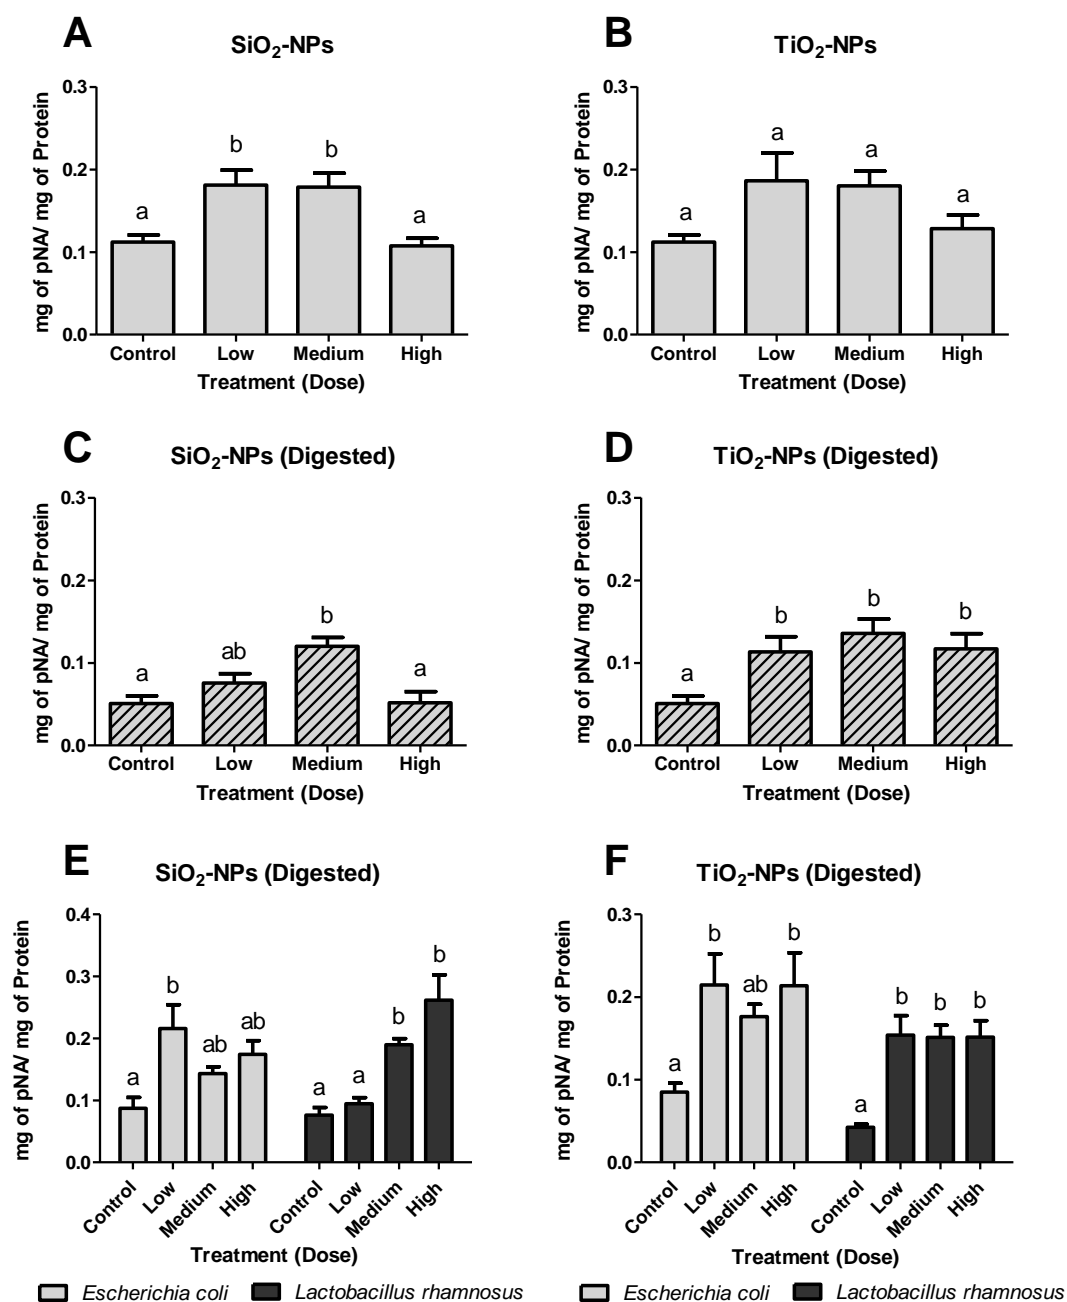 A
SiO₂-NPs
mg of pNA/ mg of Protein
0.3
0.2
0.1
0.0
a
b
b
a
Control Low Medium High
Treatment (Dose)
B
TiO₂-NPs
mg of pNA/ mg of Protein
0.3
0.2
0.1
0.0
a
a
a
a
Control Low Medium High
Treatment (Dose)
C
SiO₂-NPs (Digested)
mg of pNA/ mg of Protein
0.3
0.2
0.1
0.0
a
ab
b
a
Control Low Medium High
Treatment (Dose)
D
TiO₂-NPs (Digested)
mg of pNA/ mg of Protein
0.3
0.2
0.1
0.0
a
b
b
b
Control Low Medium High
Treatment (Dose)
E
SiO₂-NPs (Digested)
mg of pNA/ mg of Protein
0.4
0.3
0.2
0.1
0.0
a
b
ab
ab
a
a
b
b
Control Low Medium High Control Low Medium High
Treatment (Dose)
Escherichia coli Lactobacillus rhamnosus
F
TiO₂-NPs (Digested)
mg of pNA/ mg of Protein
0.3
0.2
0.1
0.0
a
b
ab
b
a
b
b
b
Control Low Medium High Control Low Medium High
Treatment (Dose)
Escherichia coli Lactobacillus rhamnosus